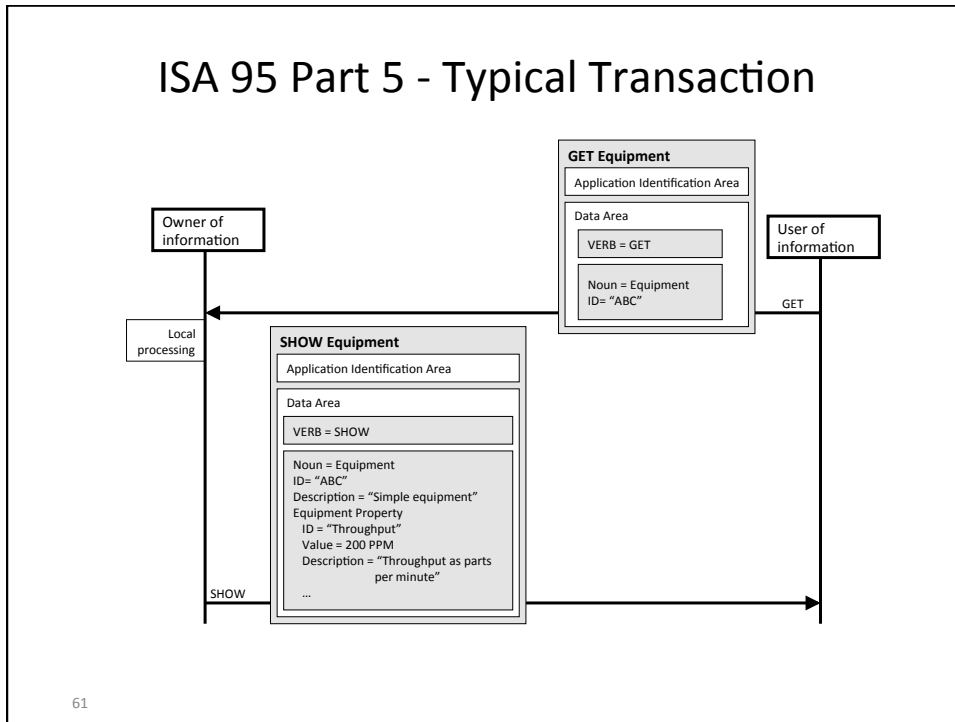 ISA 95 Part 5 - Typical Transaction
GET Equipment
Application Identification Area
Data Area
VERB = GET
Noun = Equipment
ID= “ABC”
Owner of
information
User of
information
GET
Local
processing
SHOW Equipment
Application Identification Area
Data Area
VERB = SHOW
Noun = Equipment
ID= “ABC”
Description = “Simple equipment”
Equipment Property
ID = “Throughput”
Value = 200 PPM
Description = “Throughput as parts
per minute”
...
SHOW
61